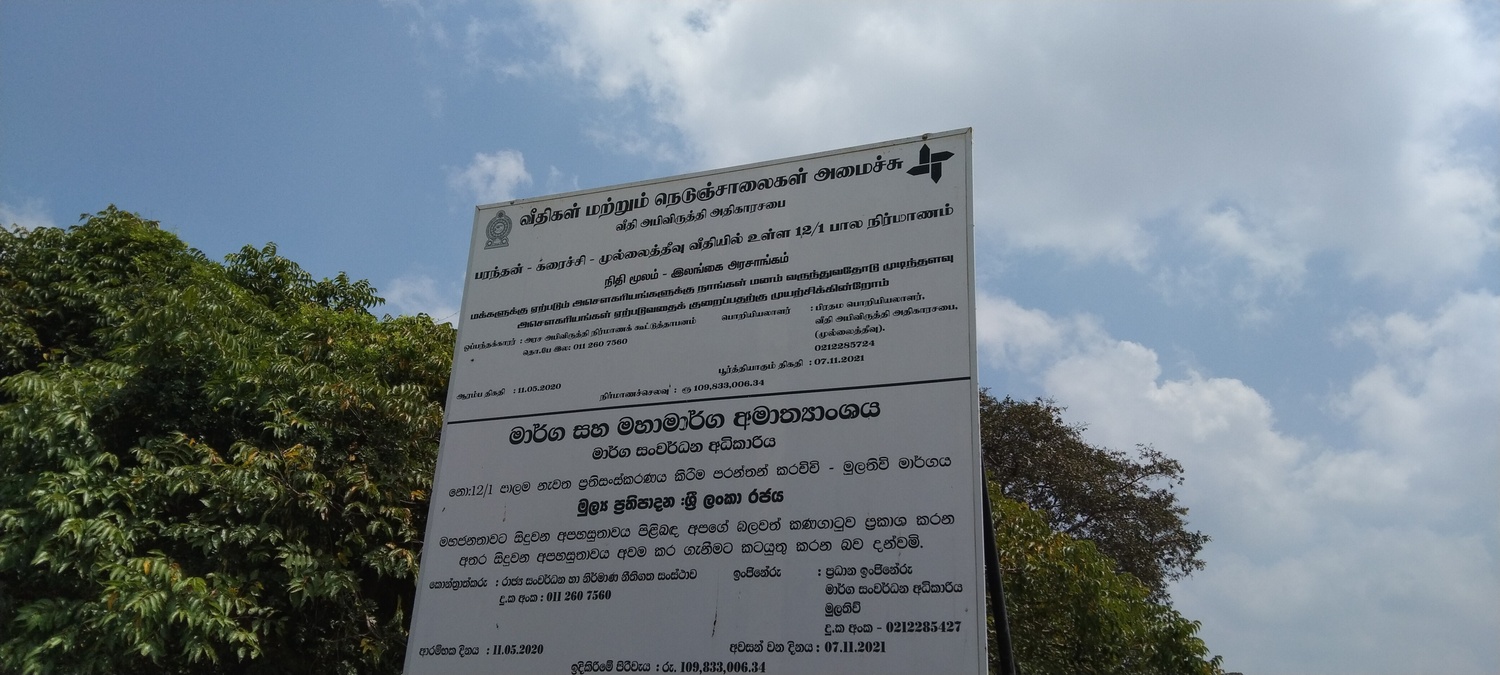 வீதிகள் மற்றும் நெடுஞ்சாலைகள் அமைச்சு
வீதி அபிவிருத்தி அதிகாரசபை
பரந்தன் - கரைச்சி - முல்லைத்தீவு வீதியில் உள்ள 12/1 பால நிர்மாணம்
நிதி மூலம் - இலங்கை அரசாங்கம்
மக்களுக்கு ஏற்படும் அசௌகரியங்களுக்கு நாங்கள் மனம் வருந்துவதோடு முடிந்தளவு
அசௌகரியங்கள் ஏற்படுவதைக் குறைப்பதற்கு முயற்சிக்கின்றோம்
ஒப்பந்தக்காரர் : அரச அபிவிருத்தி நிர்மாணக் கூட்டுத்தாபனம்
தொ.பே இல: 011 260 7560
பொறியியலாளர் : பிரதம பொறியியலாளர்,
வீதி அபிவிருத்தி அதிகாரசபை,
(முல்லைத்தீவு).
0212285724
ஆரம்ப திகதி : 11.05.2020
பூர்த்தியாகும் திகதி : 07.11.2021
நிர்மாணச்செலவு : ரூ 109,833,006.34
මාර්ග සහ මහාමාර්ග අමාත්‍යාංශය
මාර්ග සංවර්ධන අධිකාරිය
නො:12/1 පාලම නැවත ප්‍රතිසංස්කරණය කිරීම පරන්තන් කරච්චි - මුලතිව් මාර්ගය
මුල්‍ය ප්‍රතිපාදන :ශ්‍රී ලංකා රජය
මහජනතාවට සිදුවන අපහසුතාවය පිළිබඳ අපගේ බලවත් කණගාටුව ප්‍රකාශ කරන
අතර සිදුවන අපහසුතාවය අවම කර ගැනීමට කටයුතු කරන බව දන්වමි.
කොන්ත්‍රාත්කරු : රාජ්‍ය සංවර්ධන හා නිර්මාණ නීතිගත සංස්ථාව
දු.ක අංක : 011 260 7560
ඉංජිනේරු : ප්‍රධාන ඉංජිනේරු
මාර්ග සංවර්ධන අධිකාරිය
මුලතිව්
දු.ක අංක - 0212285427
ආරම්භක දිනය : 11.05.2020
අවසන් වන දිනය : 07.11.2021
ඉදිකිරීමේ පිරිවැය : රු. 109,833,006.34